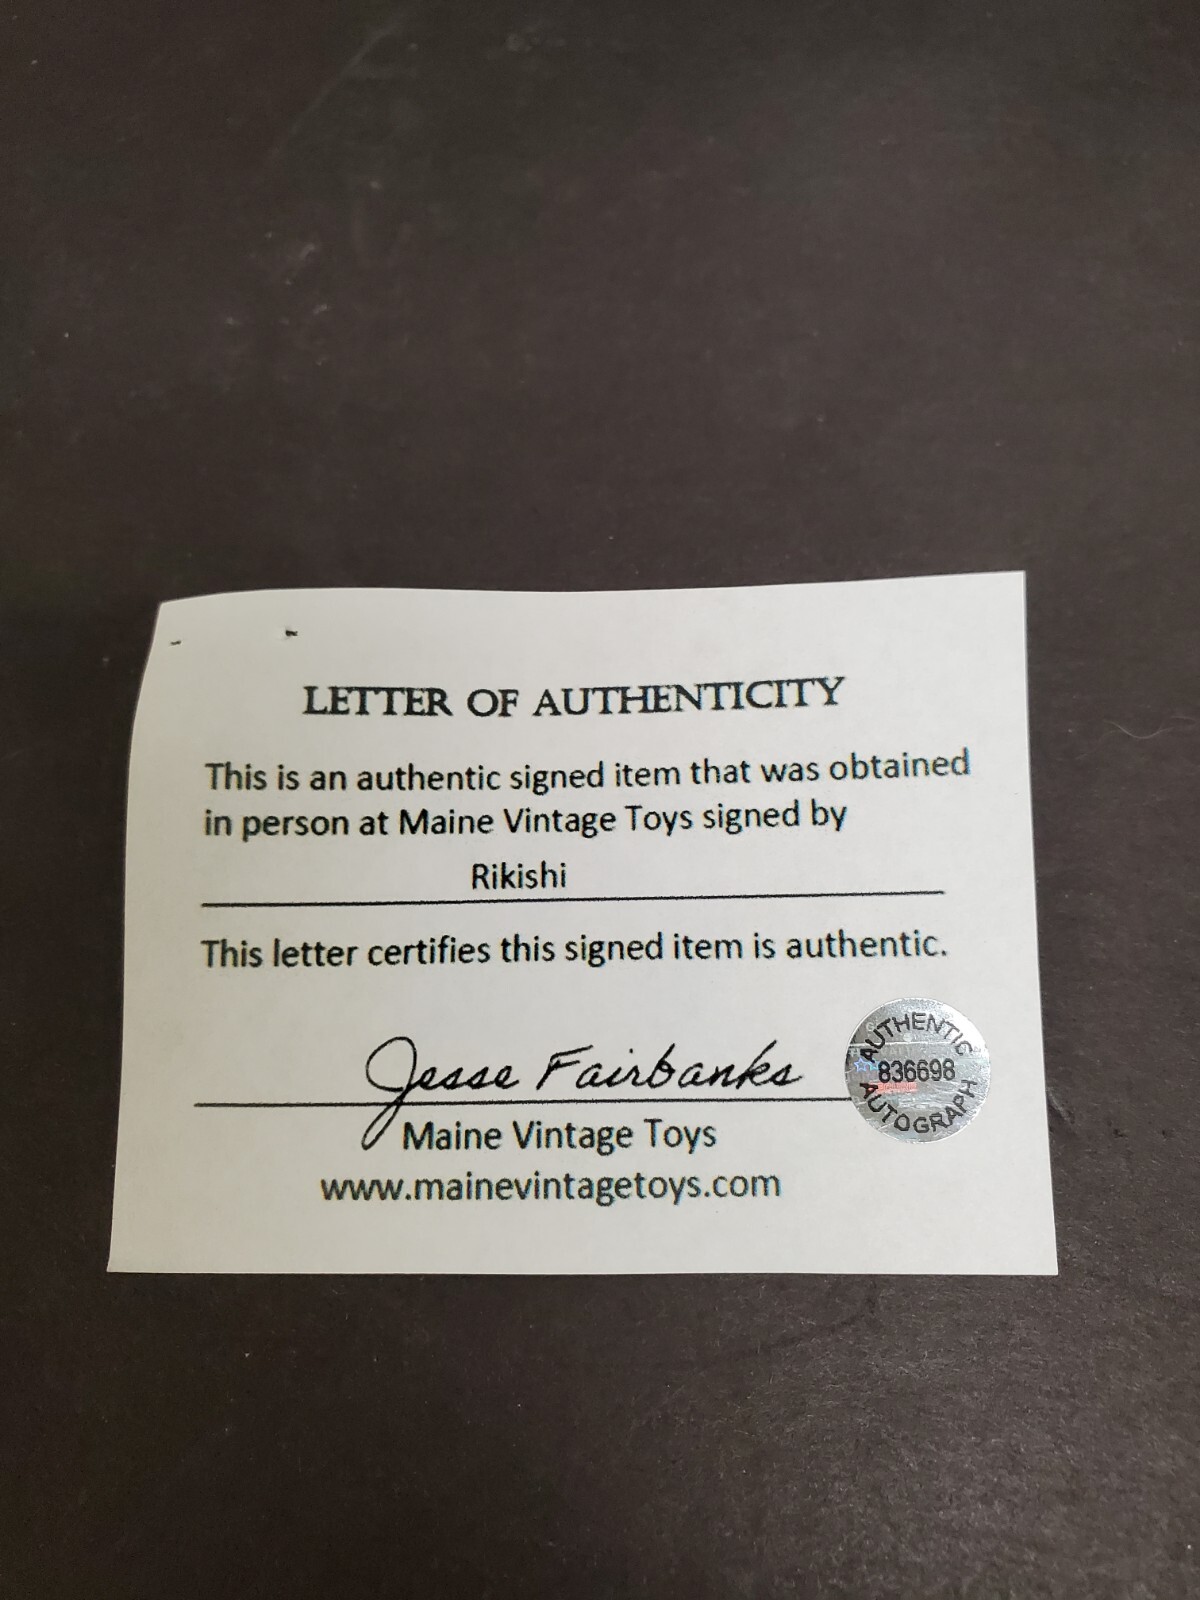 LETTER OF AUTHENTICITY
This is an authentic signed item that was obtained
in person at Maine Vintage Toys signed by
Rikishi
This letter certifies this signed item is authentic.
Jesse Fairbanks
AUTHENTIC
836698
AUTOGRAPH
Maine Vintage Toys
www.mainevintagetoys.com